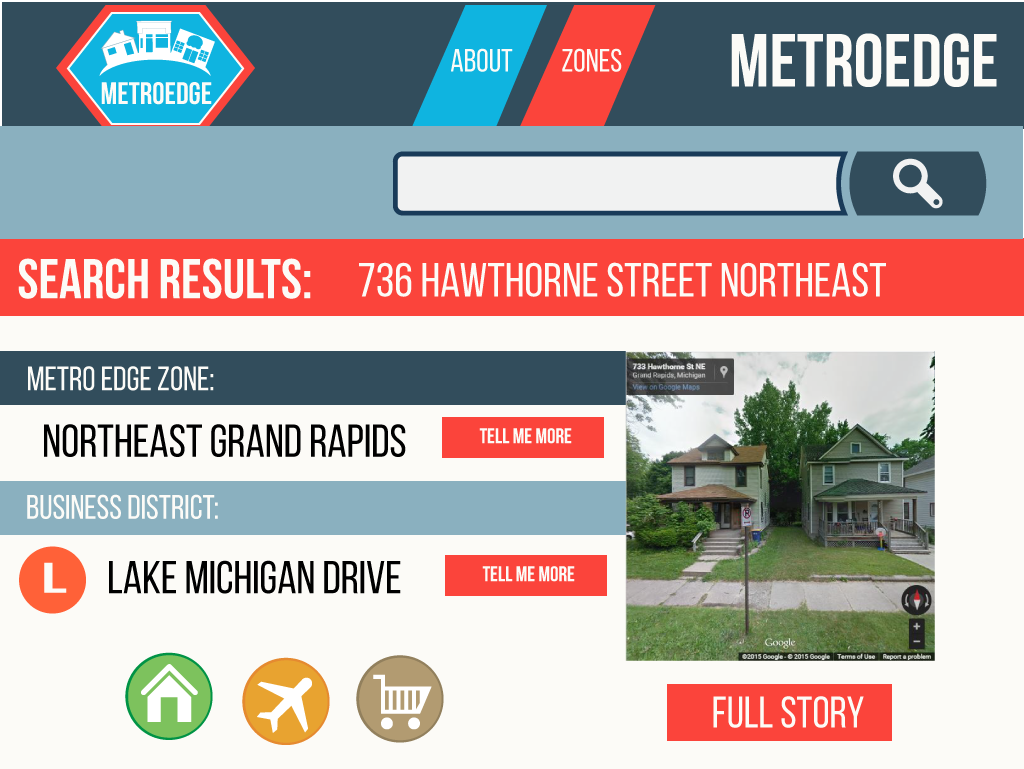 METROEDGE
ABOUT
ZONES
METROEDGE
SEARCH RESULTS: 736 HAWTHORNE STREET NORTHEAST
METRO EDGE ZONE:
NORTHEAST GRAND RAPIDS
TELL ME MORE
BUSINESS DISTRICT:
L
LAKE MICHIGAN DRIVE
TELL ME MORE
733 Hawthorne St NE
Grand Rapids, Michigan
View on Google Maps
+
−
Google
©2015 Google - © 2015 Google Terms of Use Report a problem
FULL STORY